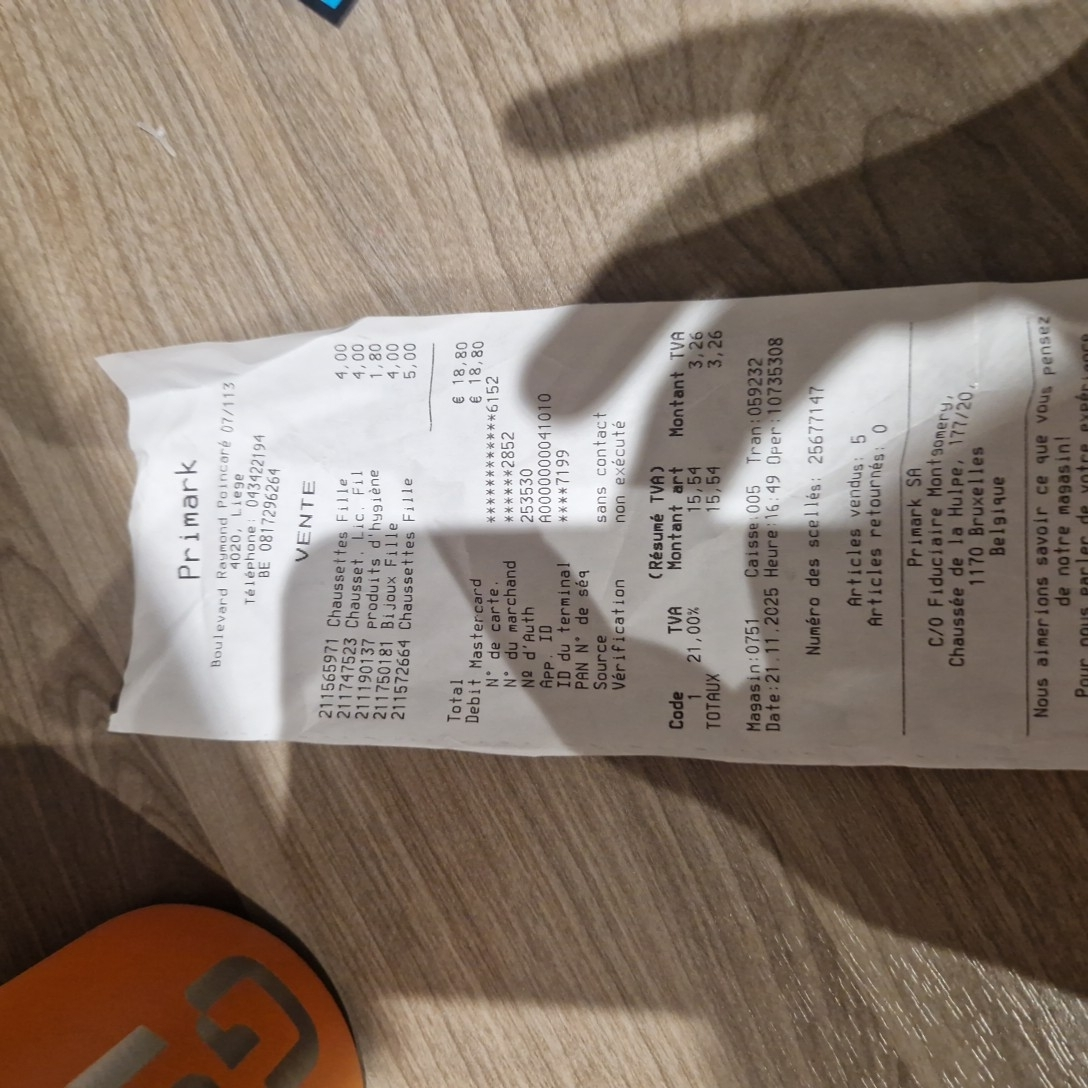 Primark
Boulevard Raymond Poincaré 07/113
4020, Liege
Téléphone: 043422194
BE 0817296264
VENTE
211565971 Chaussettes Fille 4,00
211747523 Chausset. Lic. Fil 4,00
211190137 Produits d'hygiène 1,80
211750181 Bijoux Fille 4,00
211572664 Chaussettes Fille 5,00
Total € 18,80
Debit Mastercard € 18,80
N° de carte. ************6152
N° du marchand ******2852
Nº d'Auth 253530
App. ID A0000000041010
ID du terminal ****7199
PAN N° de séq
Source sans contact
Vérification non exécuté
(Résumé TVA)
Code TVA Montant art Montant TVA
1 21,00% 15,54 3,26
TOTAUX 15,54 3,26
Magasin:0751 Caisse:005 Tran:059232
Date:21.11.2025 Heure:16:49 Oper:10735308
Numéro des scellés: 25677147
Articles vendus: 5
Articles retournés: 0
Primark SA
C/O Fiduciaire Montgomery,
Chaussée de la Hulpe, 177/20,
1170 Bruxelles
Belgique
Nous aimerions savoir ce que vous pensez
de notre magasin!
Pour nous parler de votre expérience